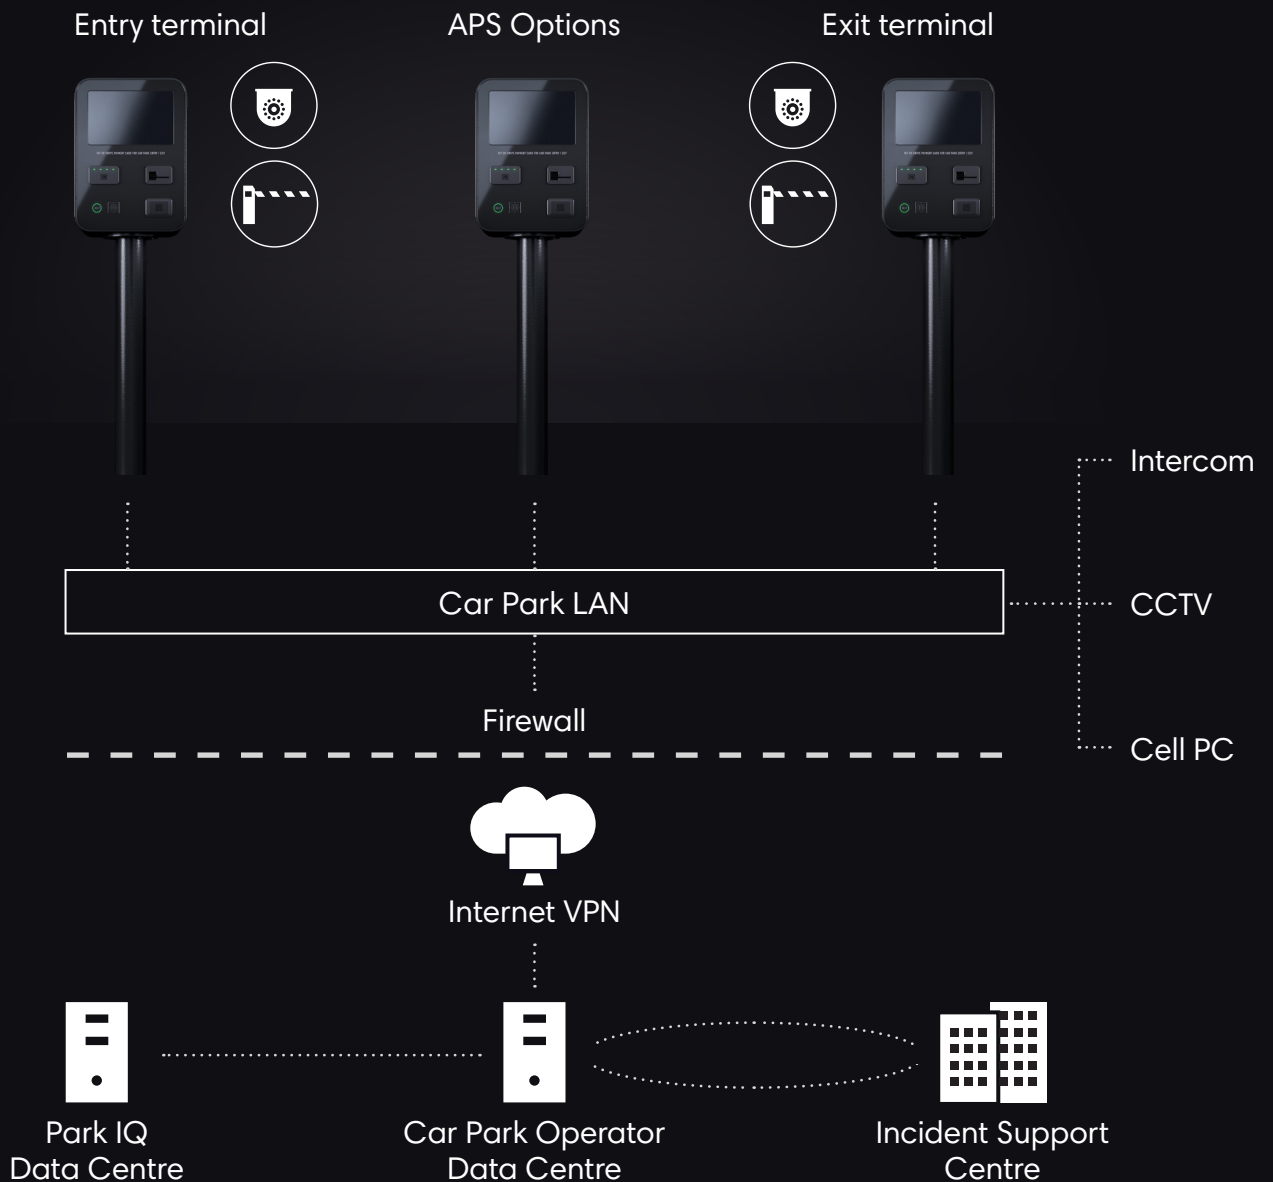 Entry terminal
APS Options
Exit terminal
Intercom
Car Park LAN
CCTV
Firewall
Cell PC
Internet VPN
Park IQ
Data Centre
Car Park Operator
Data Centre
Incident Support
Centre